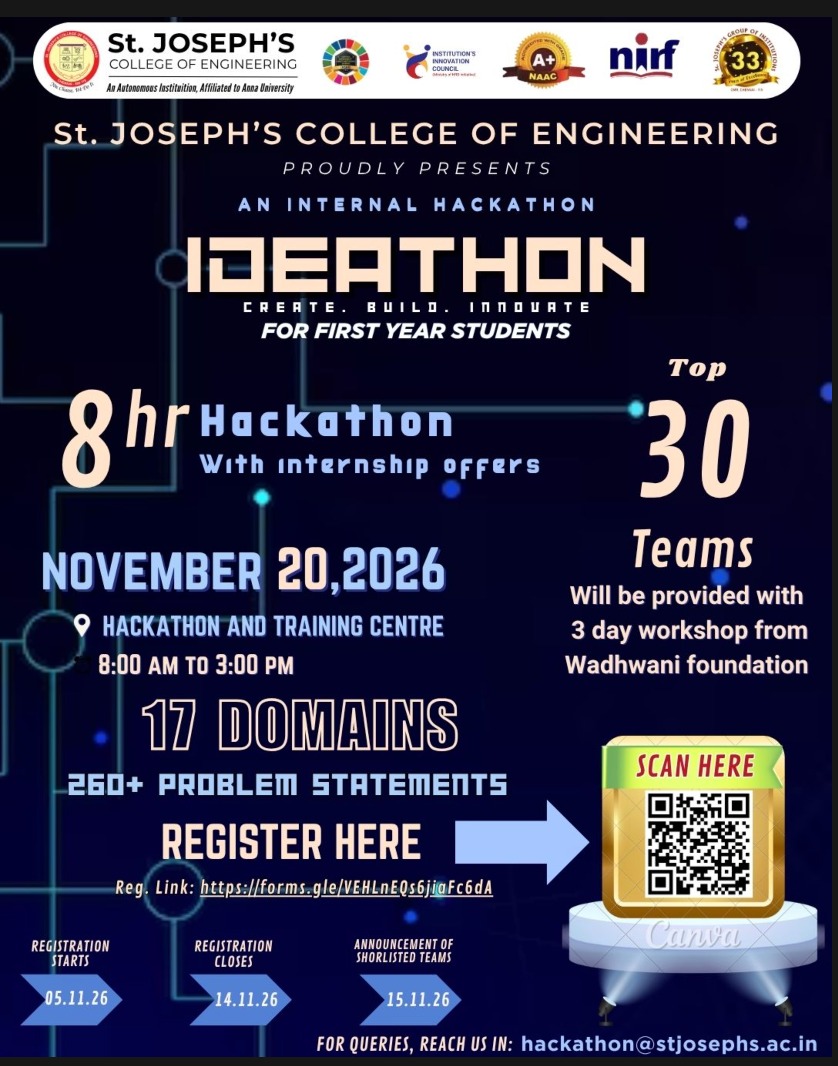 St. JOSEPH'S
COLLEGE OF ENGINEERING
An Autonomous Instituition, Affiliated to Anna University
INSTITUTION'S
INNOVATION
COUNCIL
A+
NAAC
nirf
33
St. JOSEPH'S COLLEGE OF ENGINEERING
PROUDLY PRESENTS
AN INTERNAL HACKATHON
IDEATHON
CREATE. BUILD. INNOVATE
FOR FIRST YEAR STUDENTS
8hr Hackathon
With internship offers
Top
30
Teams
Will be provided with
3 day workshop from
Wadhwani foundation
NOVEMBER 20,2026
HACKATHON AND TRAINING CENTRE
8:00 AM TO 3:00 PM
17 DOMAINS
260+ PROBLEM STATEMENTS
REGISTER HERE
Reg. Link: https://forms.gle/VEHLnEQs6jiaFc6dA
SCAN HERE
Canva
REGISTRATION
STARTS
05.11.26
REGISTRATION
CLOSES
14.11.26
ANNOUNCEMENT OF
SHORLISTED TEAMS
15.11.26
FOR QUERIES, REACH US IN: hackathon@stjosephs.ac.in